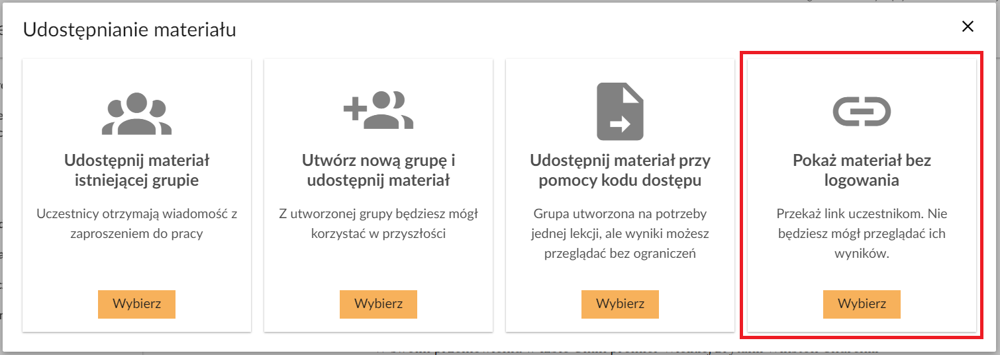 Udostępnianie materiału
Udostępnij materiał
istniejącej grupie
Uczestnicy otrzymają wiadomość z
zaproszeniem do pracy
Wybierz
Utwórz nową grupę i
udostępnij materiał
Z utworzonej grupy będziesz mógł
korzystać w przyszłości
Wybierz
Udostępnij materiał przy
pomocy kodu dostępu
Grupa utworzona na potrzeby
jednej lekcji, ale wyniki możesz
przeglądać bez ograniczeń
Wybierz
Pokaż materiał bez
logowania
Przekaż link uczestnikom. Nie
będziesz mógł przeglądać ich
wyników.
Wybierz